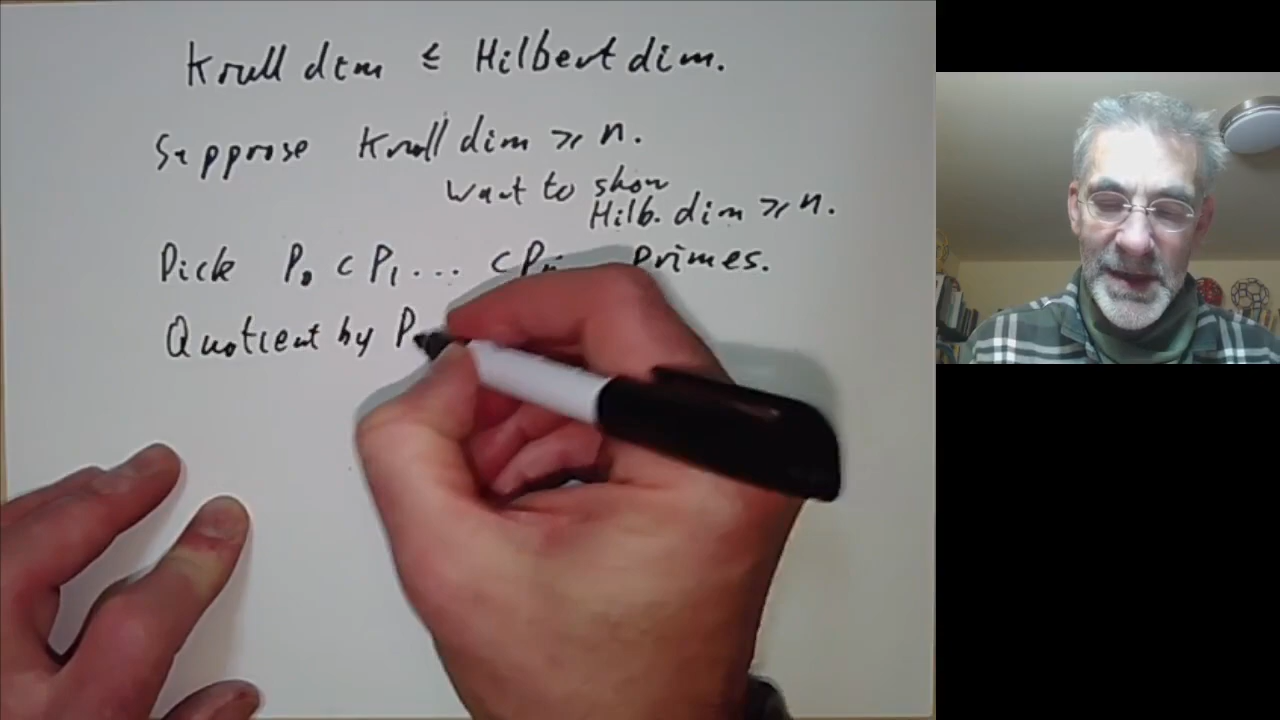 Krull dim ≤ Hilbert dim.
Suppose Krull dim ⩾ n.
Want to show
Hilb. dim ⩾ n.
Pick P₀ ⊂ P₁ ... ⊂ Pₙ primes.
Quotient by P